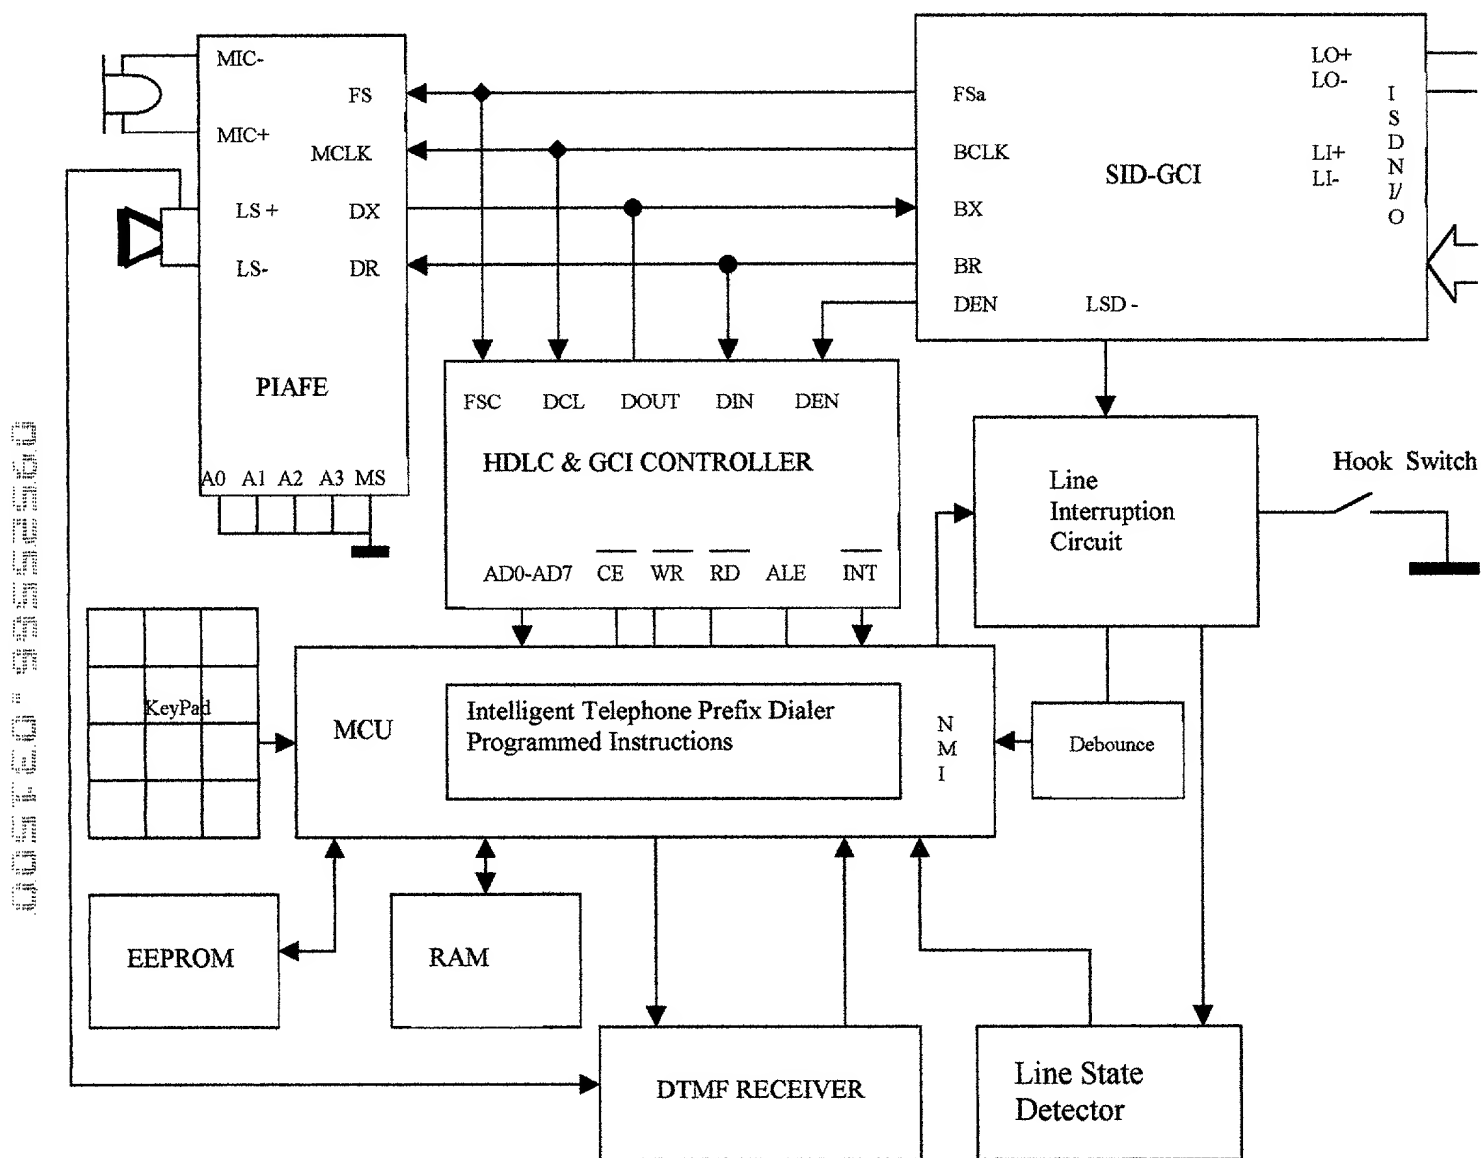 MIC-
MIC+
LS +
LS-
FS
MCLK
DX
DR
PIAFE
A0 A1 A2 A3 MS
FSa
BCLK
BX
BR
DEN
LSD -
SID-GCI
LO+
LO-
LI+
LI-
ISDN I/O
FSC DCL DOUT DIN DEN
HDLC & GCI CONTROLLER
AD0-AD7 CE WR RD ALE INT
Line
Interruption
Circuit
Hook Switch
KeyPad
MCU
Intelligent Telephone Prefix Dialer
Programmed Instructions
NMI
Debounce
EEPROM
RAM
DTMF RECEIVER
Line State
Detector